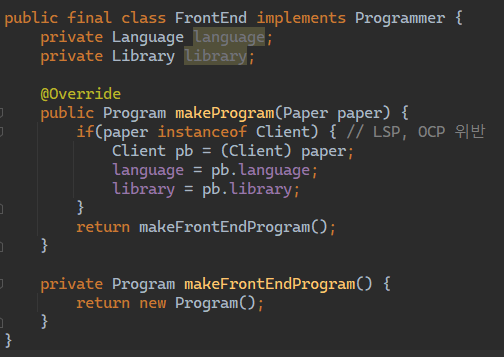 public final class FrontEnd implements Programmer {
    private Language language;
    private Library library;

    @Override
    public Program makeProgram(Paper paper) {
        if(paper instanceof Client) { // LSP, OCP 위반
            Client pb = (Client) paper;
            language = pb.language;
            library = pb.library;
        }
        return makeFrontEndProgram();
    }

    private Program makeFrontEndProgram() {
        return new Program();
    }
}